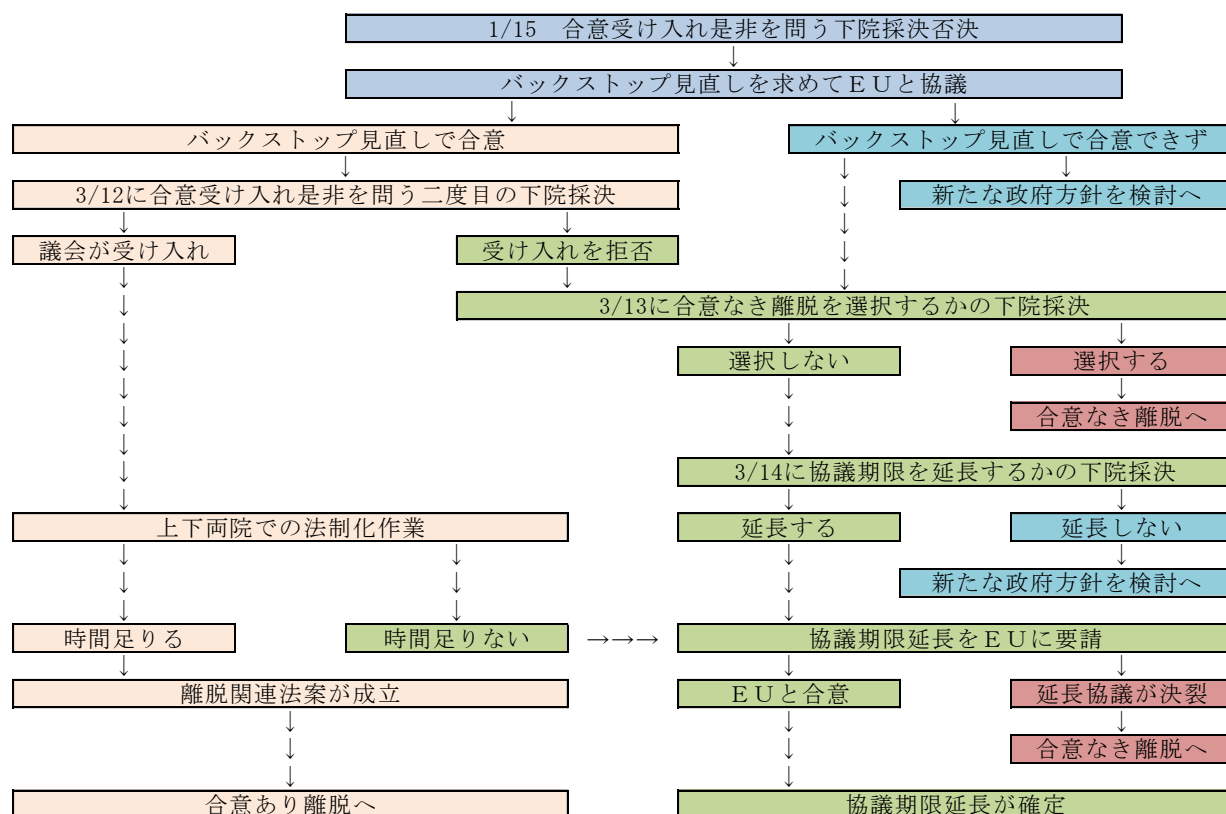 1/15　合意受け入れ是非を問う下院採決否決
↓
バックストップ見直しを求めてＥＵと協議
↓ ↓
バックストップ見直しで合意 バックストップ見直しで合意できず
↓ ↓ ↓
3/12に合意受け入れ是非を問う二度目の下院採決 ↓ 新たな政府方針を検討へ
↓ ↓ ↓
議会が受け入れ 受け入れを拒否 ↓
↓ ↓ ↓
↓ 3/13に合意なき離脱を選択するかの下院採決
↓ ↓ ↓
↓ 選択しない 選択する
↓ ↓ ↓
↓ ↓ 合意なき離脱へ
↓ ↓
↓ 3/14に協議期限を延長するかの下院採決
↓ ↓ ↓
上下両院での法制化作業 延長する 延長しない
↓ ↓ ↓ ↓
↓ ↓ ↓ 新たな政府方針を検討へ
↓ ↓ ↓
時間足りる 時間足りない →→→ 協議期限延長をＥＵに要請
↓ ↓ ↓
離脱関連法案が成立 ＥＵと合意 延長協議が決裂
↓ ↓ ↓
↓ ↓ 合意なき離脱へ
↓ ↓
合意あり離脱へ 協議期限延長が確定